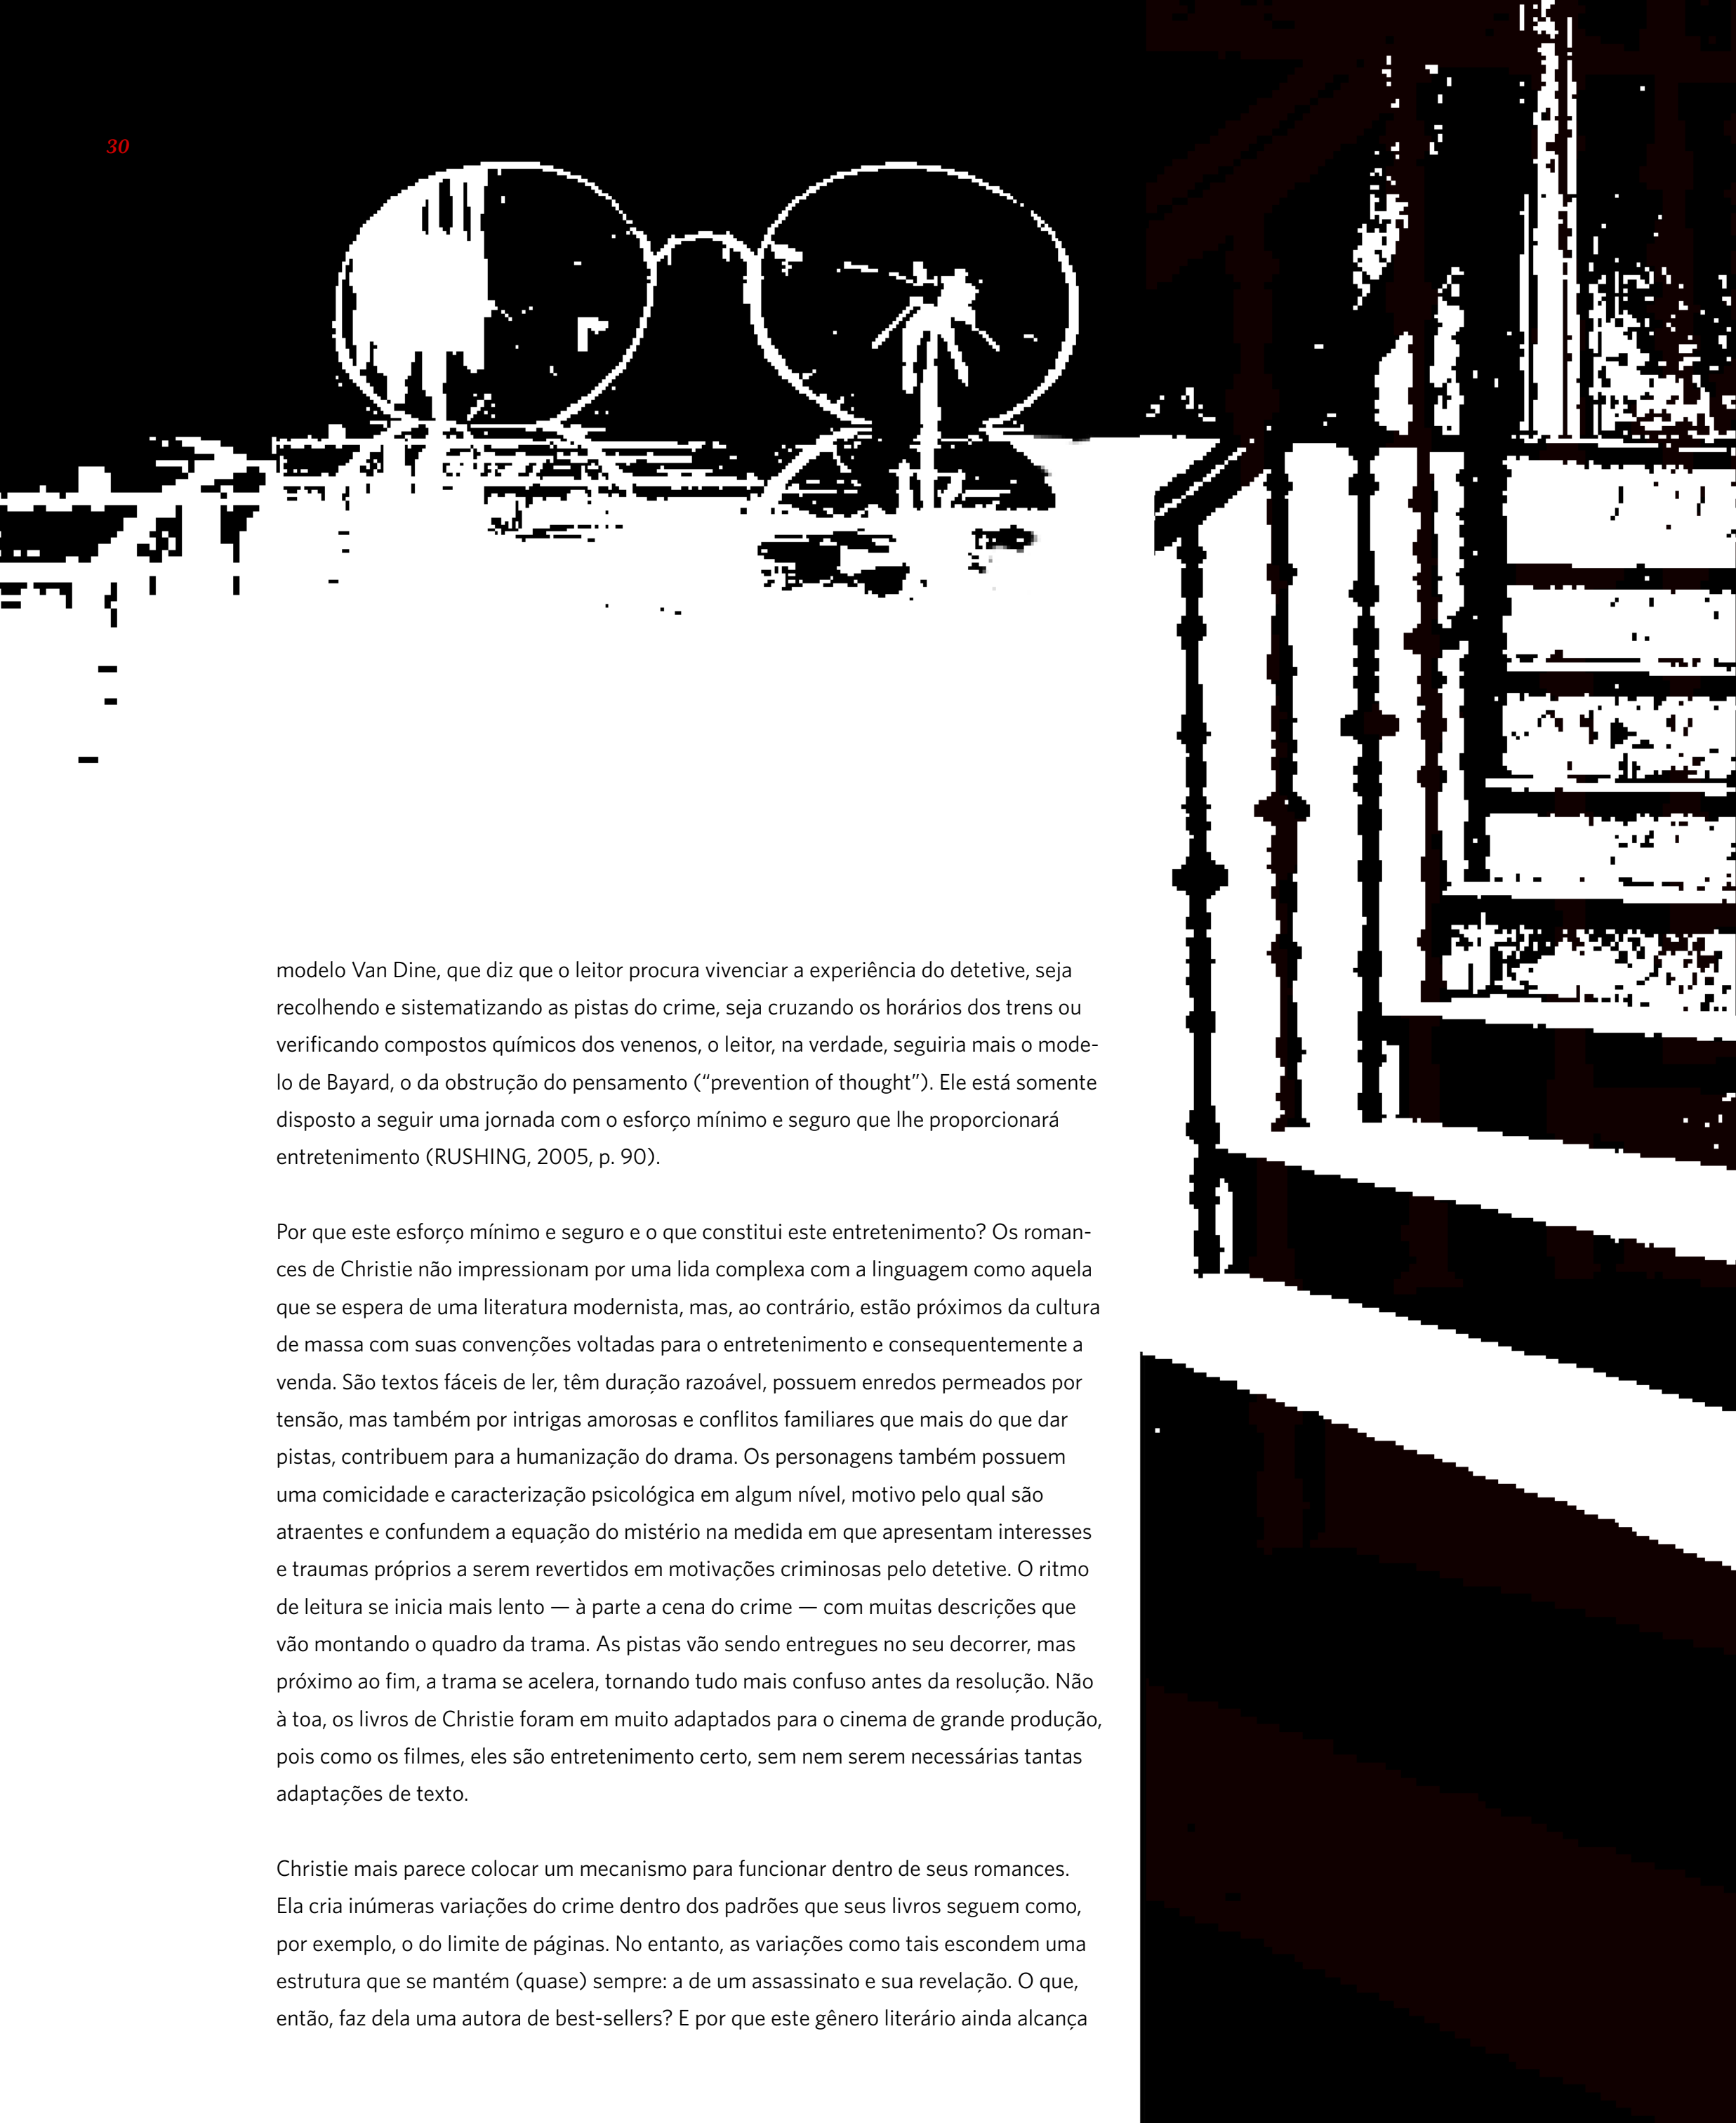 30
modelo Van Dine, que diz que o leitor procura vivenciar a experiência do detetive, seja
recolhendo e sistematizando as pistas do crime, seja cruzando os horários dos trens ou
verificando compostos químicos dos venenos, o leitor, na verdade, seguiria mais o mode-
lo de Bayard, o da obstrução do pensamento (“prevention of thought”). Ele está somente
disposto a seguir uma jornada com o esforço mínimo e seguro que lhe proporcionará
entretenimento (RUSHING, 2005, p. 90).
Por que este esforço mínimo e seguro e o que constitui este entretenimento? Os roman-
ces de Christie não impressionam por uma lida complexa com a linguagem como aquela
que se espera de uma literatura modernista, mas, ao contrário, estão próximos da cultura
de massa com suas convenções voltadas para o entretenimento e consequentemente a
venda. São textos fáceis de ler, têm duração razoável, possuem enredos permeados por
tensão, mas também por intrigas amorosas e conflitos familiares que mais do que dar
pistas, contribuem para a humanização do drama. Os personagens também possuem
uma comicidade e caracterização psicológica em algum nível, motivo pelo qual são
atraentes e confundem a equação do mistério na medida em que apresentam interesses
e traumas próprios a serem revertidos em motivações criminosas pelo detetive. O ritmo
de leitura se inicia mais lento — à parte a cena do crime — com muitas descrições que
vão montando o quadro da trama. As pistas vão sendo entregues no seu decorrer, mas
próximo ao fim, a trama se acelera, tornando tudo mais confuso antes da resolução. Não
à toa, os livros de Christie foram em muito adaptados para o cinema de grande produção,
pois como os filmes, eles são entretenimento certo, sem nem serem necessárias tantas
adaptações de texto.
Christie mais parece colocar um mecanismo para funcionar dentro de seus romances.
Ela cria inúmeras variações do crime dentro dos padrões que seus livros seguem como,
por exemplo, o do limite de páginas. No entanto, as variações como tais escondem uma
estrutura que se mantém (quase) sempre: a de um assassinato e sua revelação. O que,
então, faz dela uma autora de best-sellers? E por que este gênero literário ainda alcança